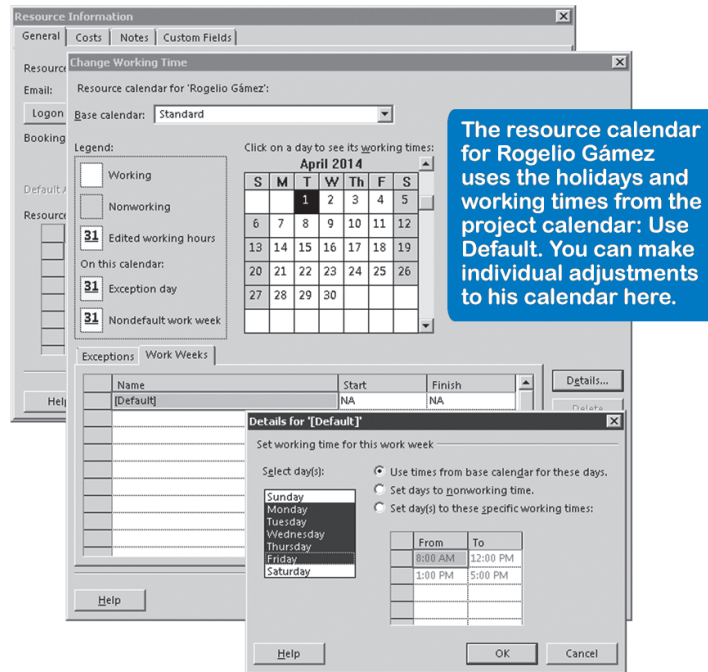 Resource Information
General Costs Notes Custom Fields
Resource
Email:
Logon
Booking
Default A
Resource
Help
Change Working Time
Resource calendar for 'Rogelio Gámez':
Base calendar: Standard
Legend:
Working
Nonworking
31 Edited working hours
On this calendar:
31 Exception day
31 Nondefault work week
Click on a day to see its working times:
April 2014
S M T W Th F S
1 2 3 4 5
6 7 8 9 10 11 12
13 14 15 16 17 18 19
20 21 22 23 24 25 26
27 28 29 30
The resource calendar
for Rogelio Gámez
uses the holidays and
working times from the
project calendar: Use
Default. You can make
individual adjustments
to his calendar here.
Exceptions Work Weeks
Name Start Finish
[Default] NA NA
Details...
Delete
Help
Details for '[Default]'
Set working time for this work week
Select day(s):
Sunday
Monday
Tuesday
Wednesday
Thursday
Friday
Saturday
Use times from base calendar for these days.
Set days to nonworking time.
Set day(s) to these specific working times:
From To
8:00 AM 12:00 PM
1:00 PM 5:00 PM
Help OK Cancel